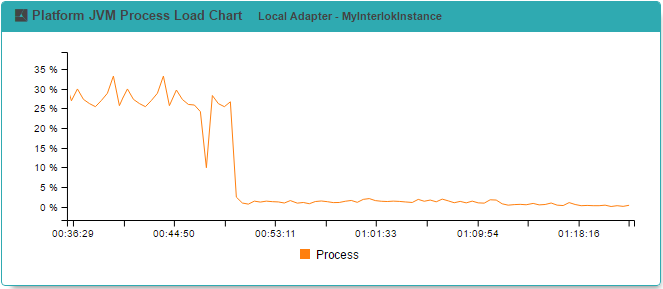 Platform JVM Process Load Chart Local Adapter - MyInterlokInstance
35 %
30 %
25 %
20 %
15 %
10 %
5 %
0 %
00:36:29 00:44:50 00:53:11 01:01:33 01:09:54 01:18:16
Process